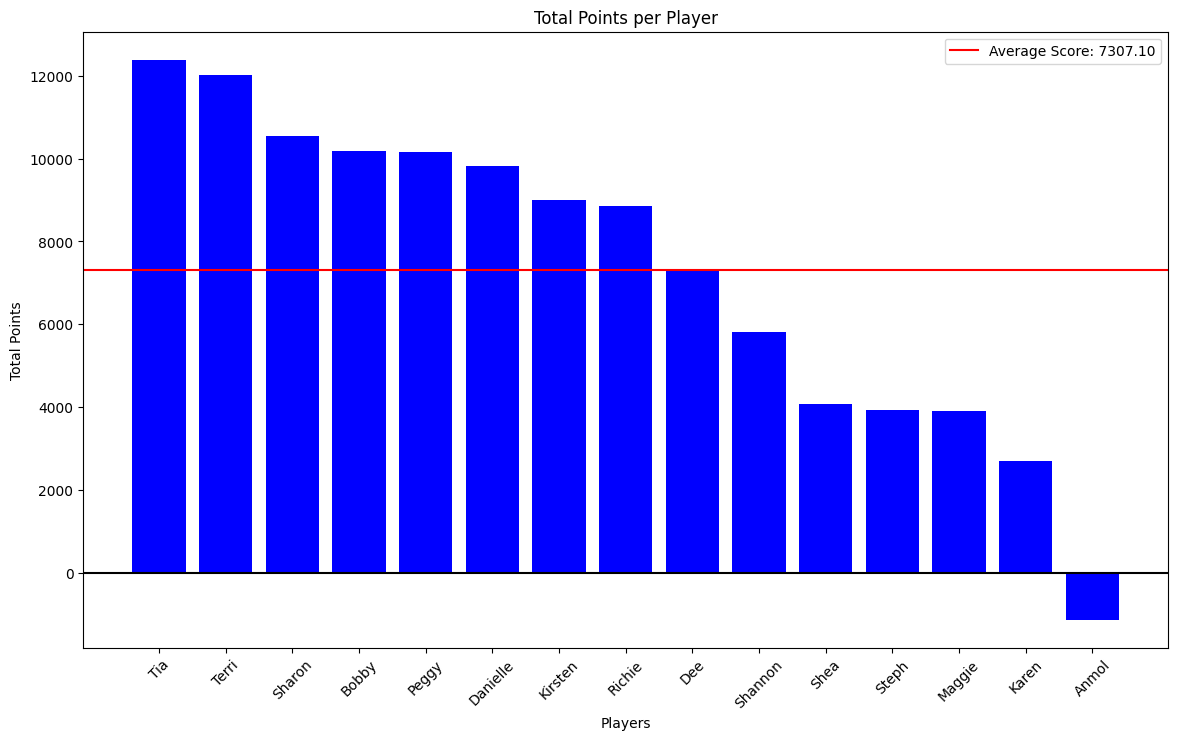 Total Points per Player
Average Score: 7307.10
12000
10000
8000
6000
4000
2000
0
Total Points
Tia
Terri
Sharon
Bobby
Peggy
Danielle
Kirsten
Richie
Dee
Shannon
Shea
Steph
Maggie
Karen
Anmol
Players